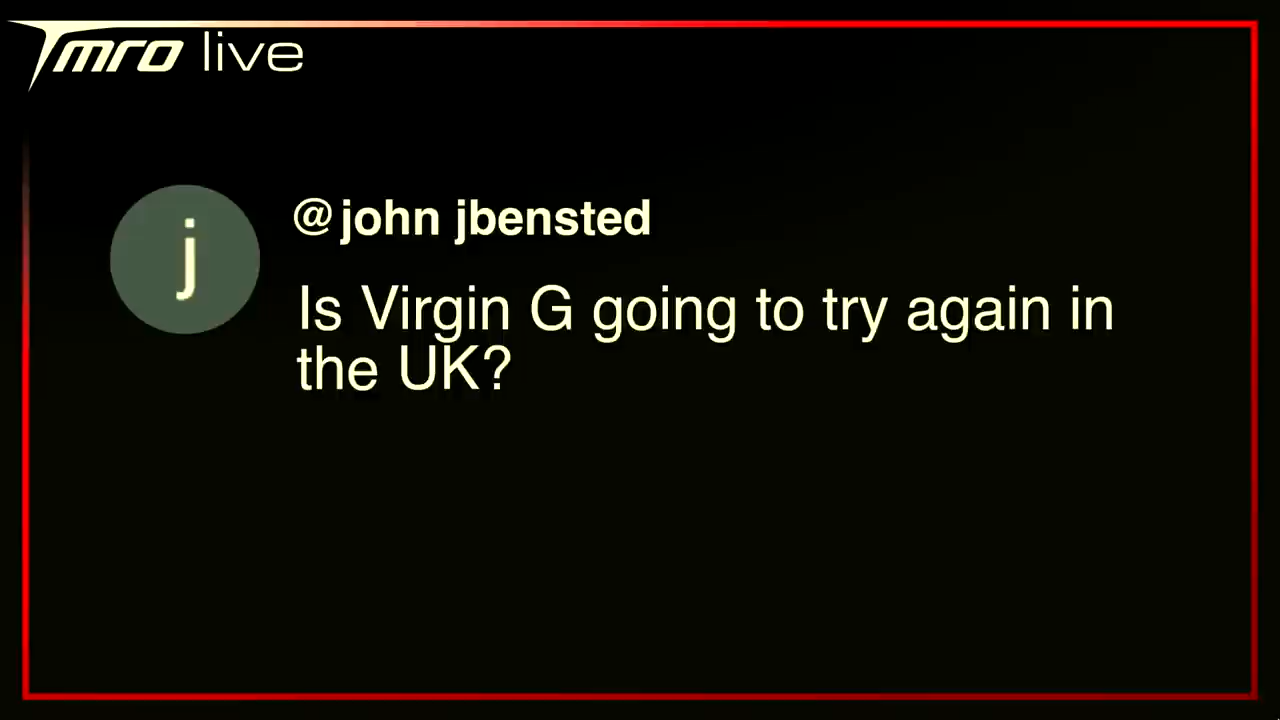 Tmro live
j
@john jbensted
Is Virgin G going to try again in
the UK?